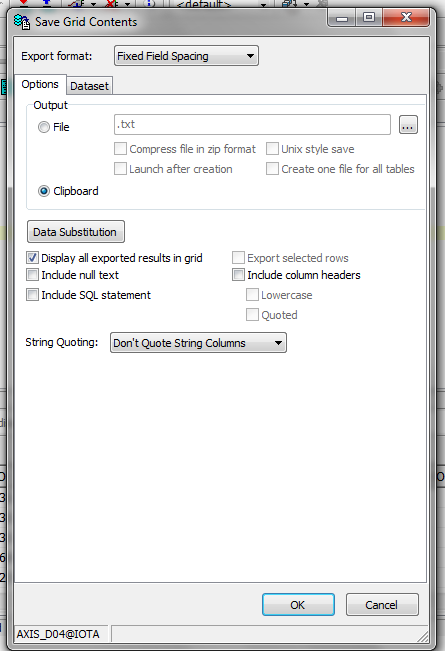 <default>
Save Grid Contents
Export format: Fixed Field Spacing
Options Dataset
Output
File .txt ...
Compress file in zip format Unix style save
Launch after creation Create one file for all tables
Clipboard
Data Substitution
Display all exported results in grid Export selected rows
Include null text Include column headers
Include SQL statement Lowercase
Quoted
String Quoting: Don't Quote String Columns
OK Cancel
AXIS_D04@IOTA